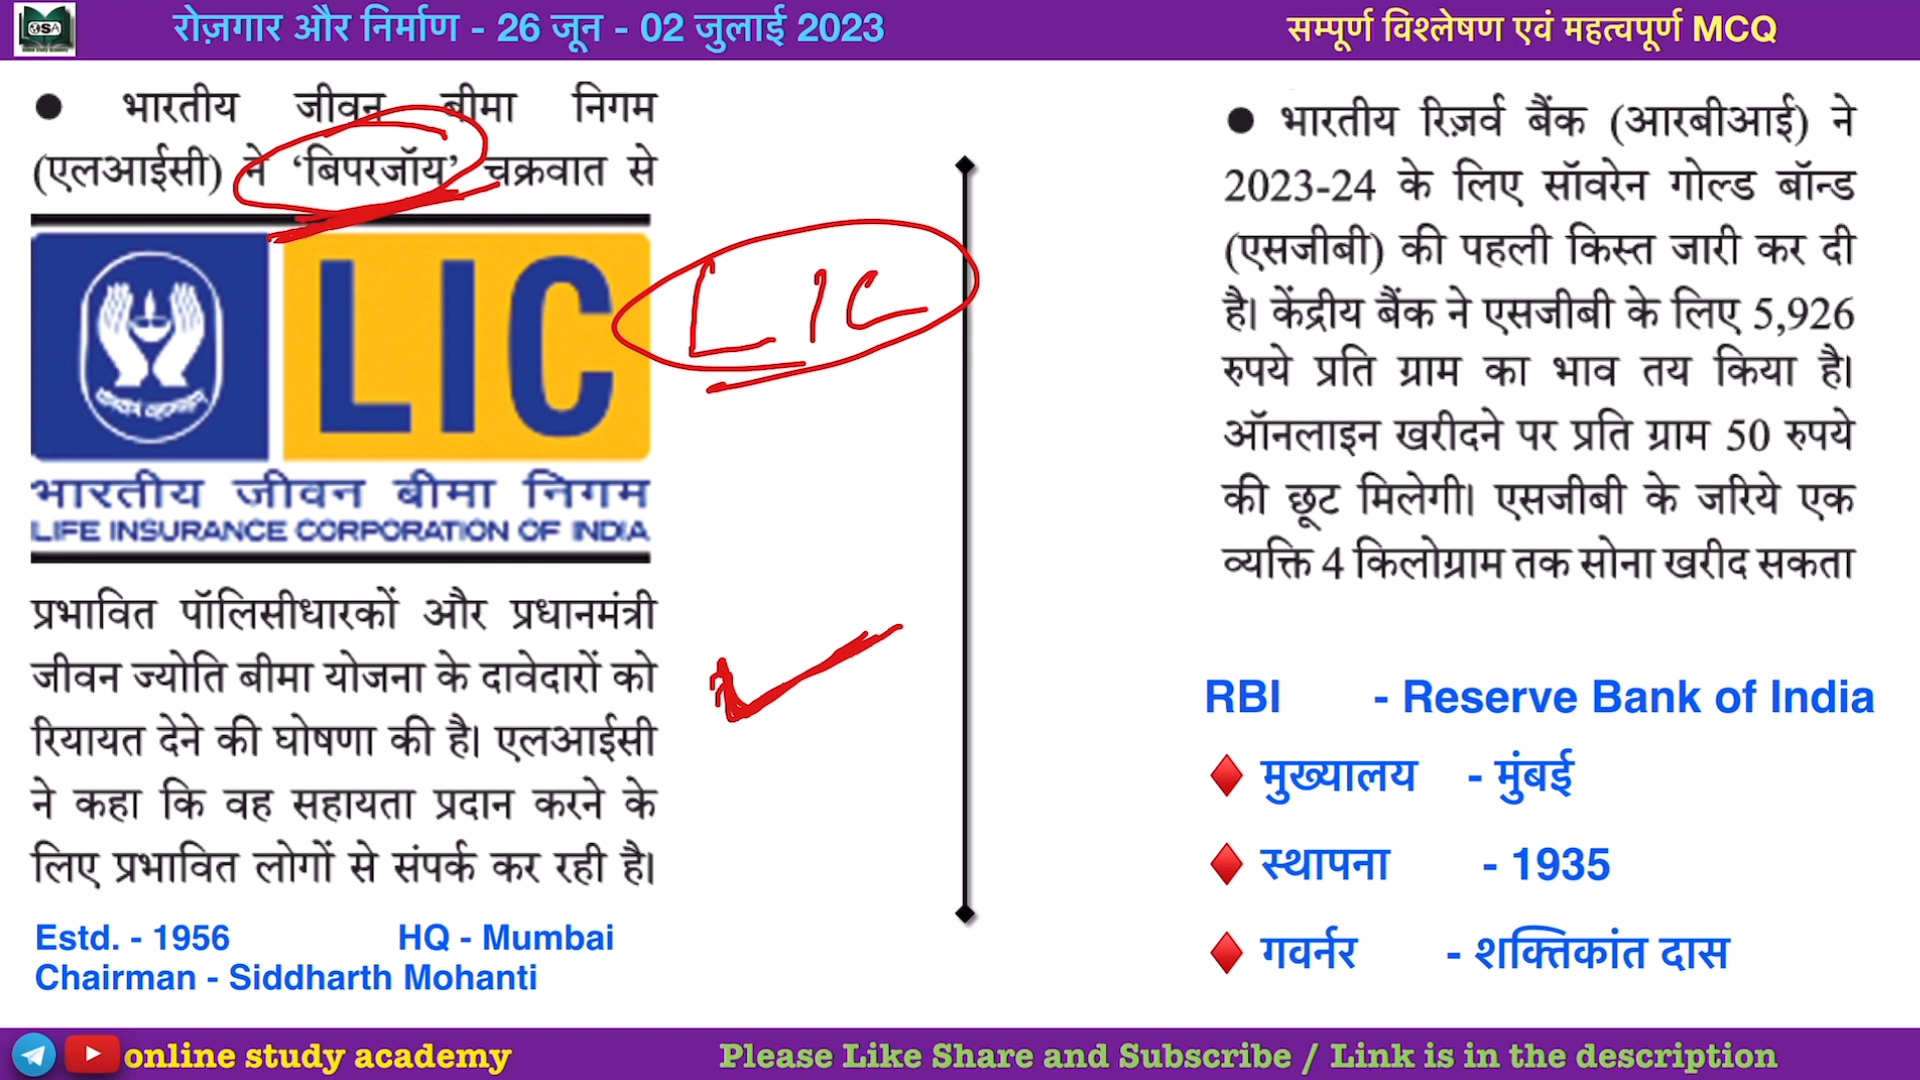 OSA
रोज़गार और निर्माण - 26 जून - 02 जुलाई 2023
सम्पूर्ण विश्लेषण एवं महत्वपूर्ण MCQ
● भारतीय जीवन बीमा निगम
(एलआईसी) ने ‘बिपरजॉय’ चक्रवात से
LIC
भारतीय जीवन बीमा निगम
LIFE INSURANCE CORPORATION OF INDIA
LIC
प्रभावित पॉलिसीधारकों और प्रधानमंत्री
जीवन ज्योति बीमा योजना के दावेदारों को
रियायत देने की घोषणा की है। एलआईसी
ने कहा कि वह सहायता प्रदान करने के
लिए प्रभावित लोगों से संपर्क कर रही है।
Estd. - 1956 HQ - Mumbai
Chairman - Siddharth Mohanti
● भारतीय रिज़र्व बैंक (आरबीआई) ने
2023-24 के लिए सॉवरेन गोल्ड बॉन्ड
(एसजीबी) की पहली किस्त जारी कर दी
है। केंद्रीय बैंक ने एसजीबी के लिए 5,926
रुपये प्रति ग्राम का भाव तय किया है।
ऑनलाइन खरीदने पर प्रति ग्राम 50 रुपये
की छूट मिलेगी। एसजीबी के जरिये एक
व्यक्ति 4 किलोग्राम तक सोना खरीद सकता
RBI - Reserve Bank of India
मुख्यालय - मुंबई
स्थापना - 1935
गवर्नर - शक्तिकांत दास
online study academy
Please Like Share and Subscribe / Link is in the description